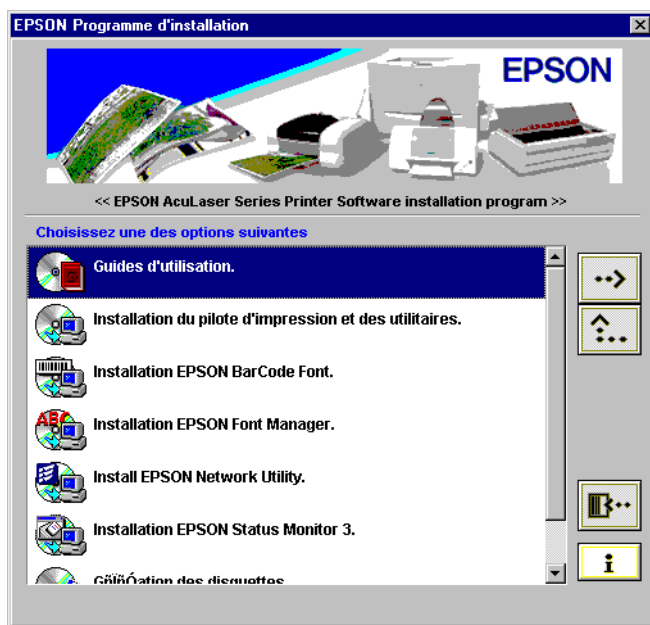 EPSON Programme d'installation
EPSON
<< EPSON AcuLaser Series Printer Software installation program >>
Choisissez une des options suivantes
Guides d'utilisation.
Installation du pilote d'impression et des utilitaires.
Installation EPSON BarCode Font.
ABC
Installation EPSON Font Manager.
Install EPSON Network Utility.
Installation EPSON Status Monitor 3.
des disquettes
i